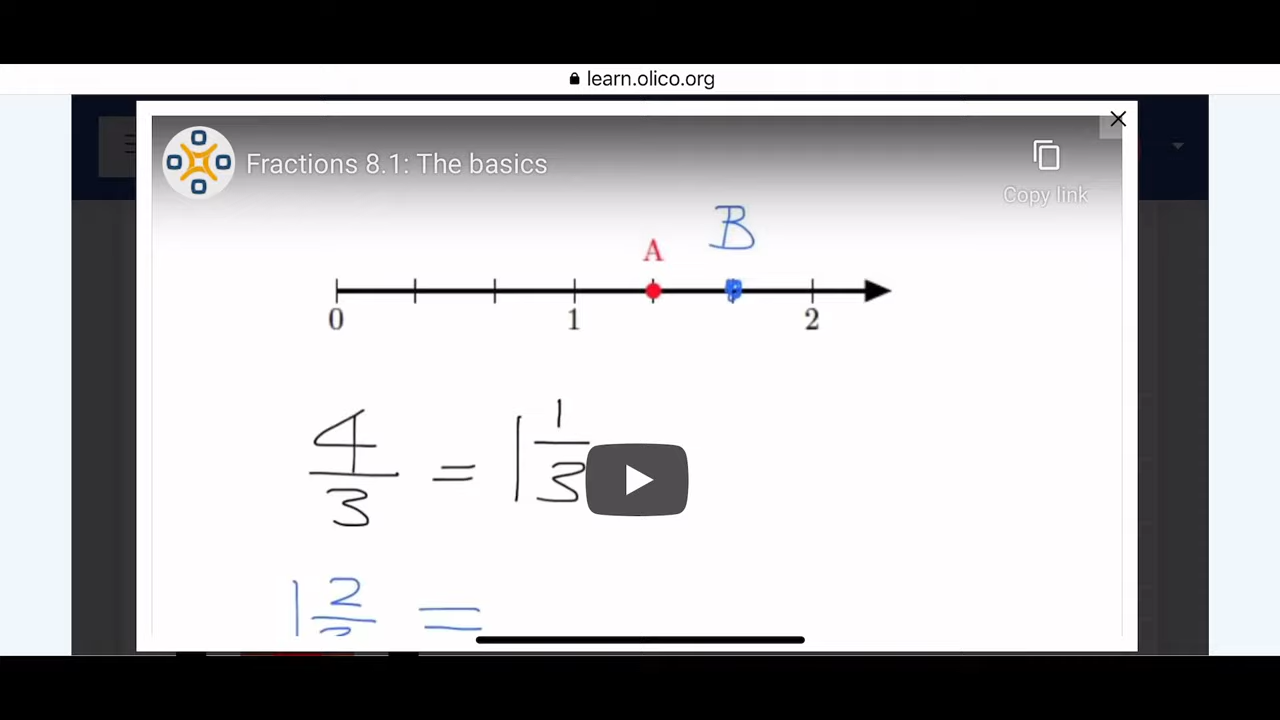 learn.olico.org
Fractions 8.1: The basics
Copy link
B
A
0 1 2
4/3 = 1 1/3
1 2/3 =